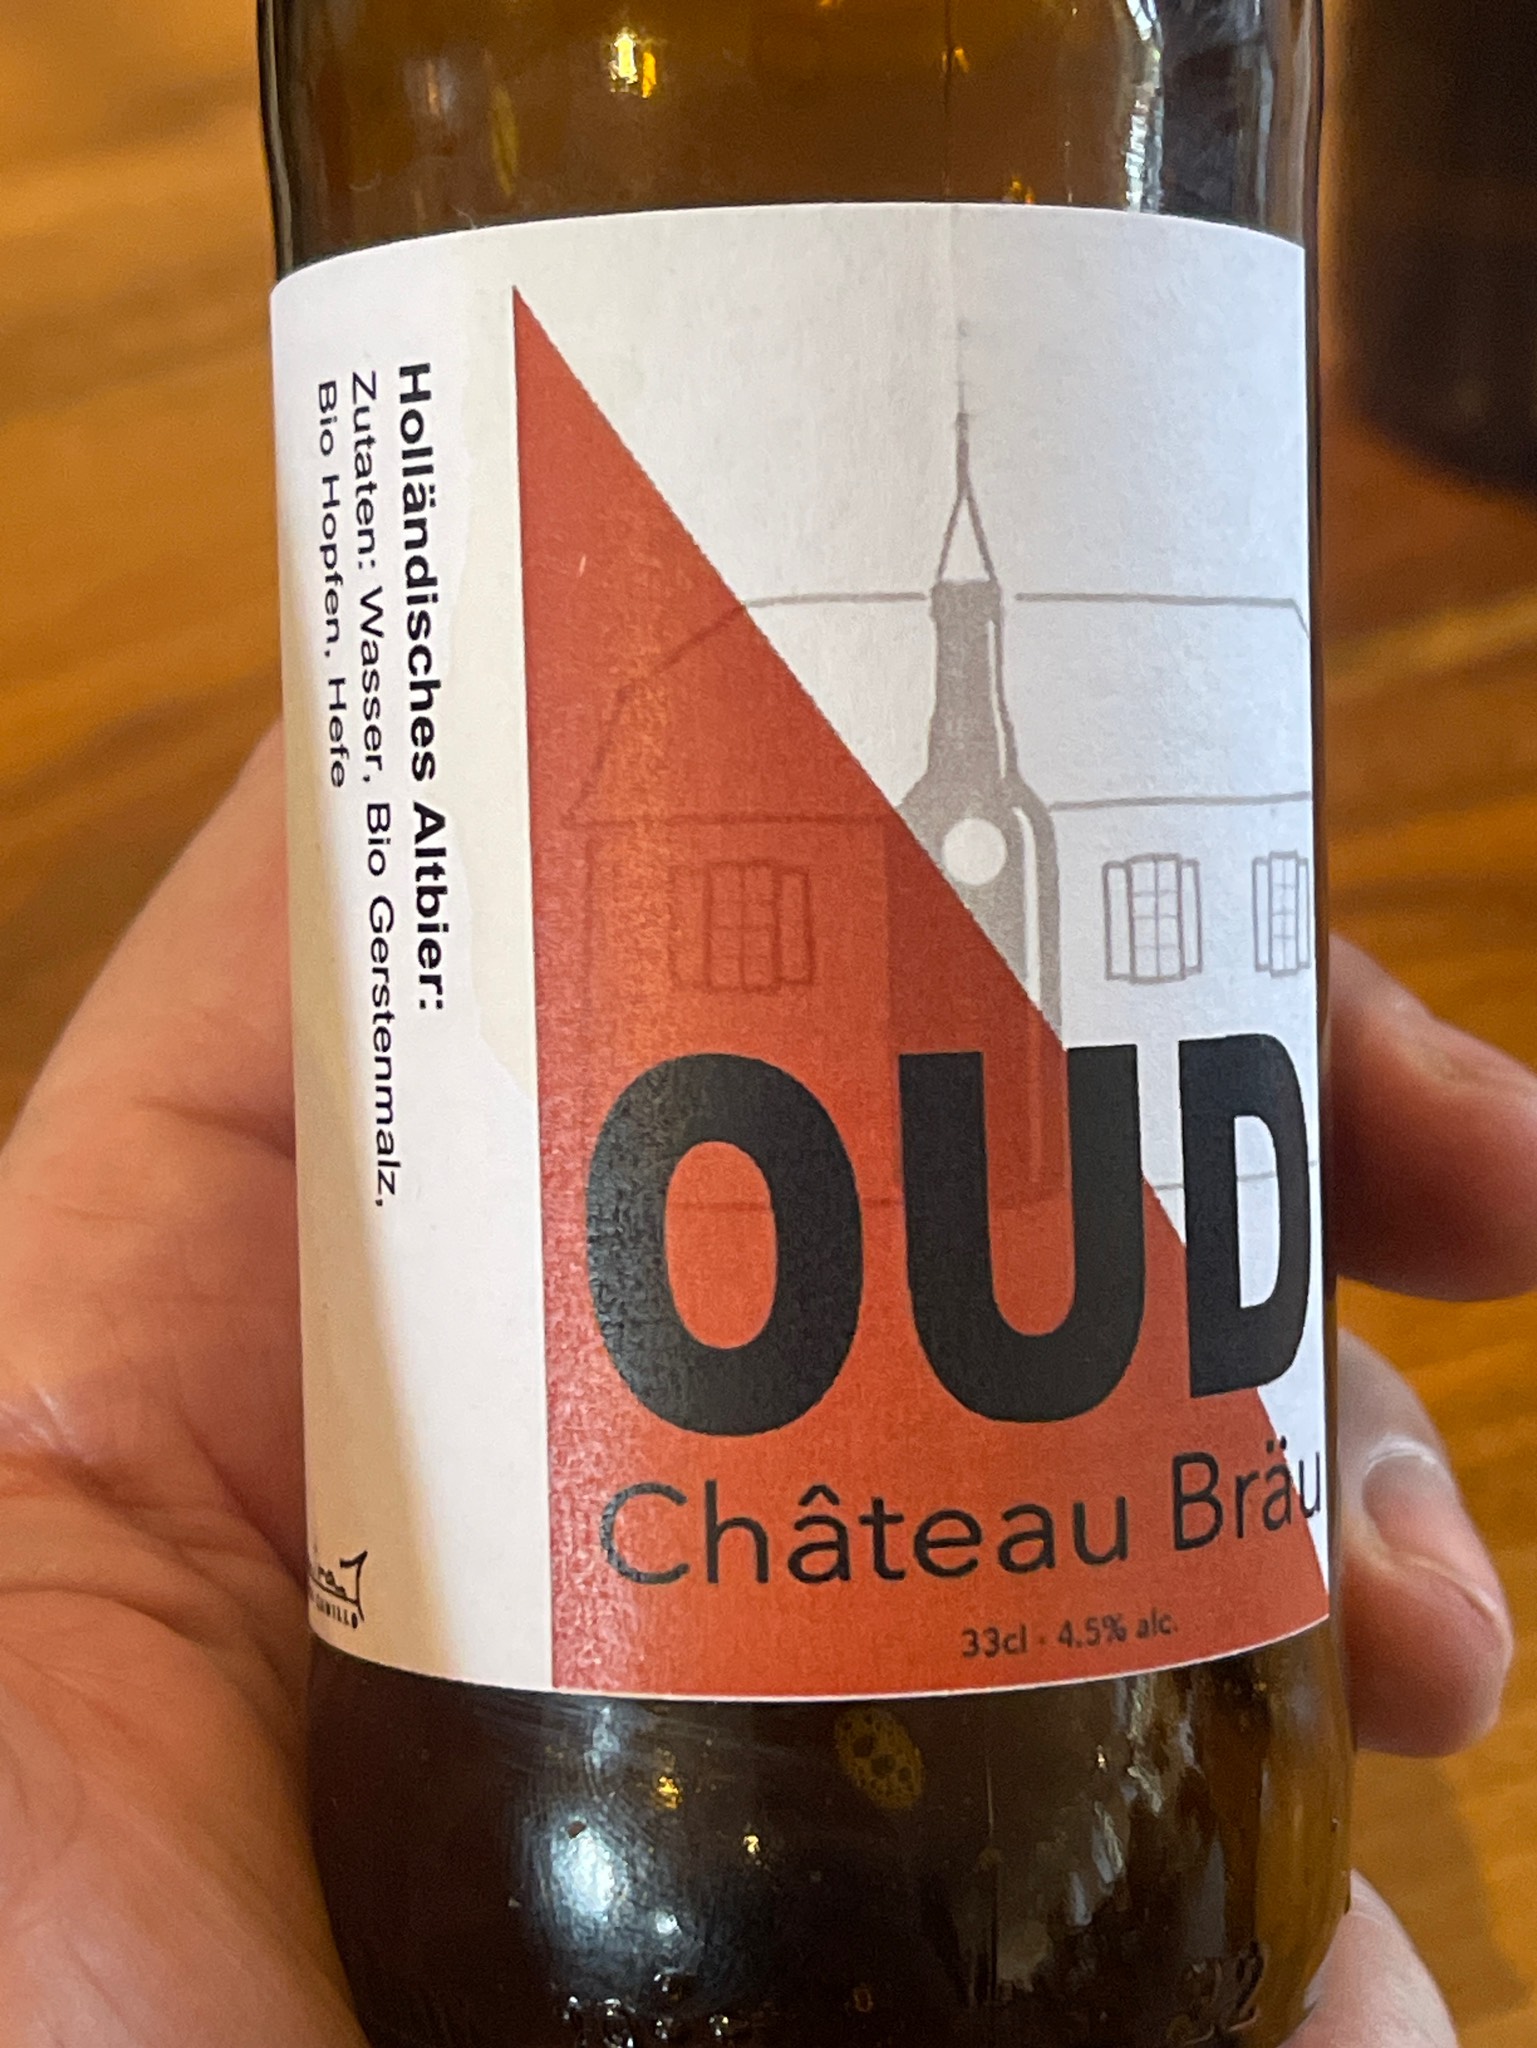 Holländisches Altbier:
Zutaten: Wasser, Bio Gerstenmalz,
Bio Hopfen, Hefe
OUD
Château Bräu
33cl - 4.5% alc.